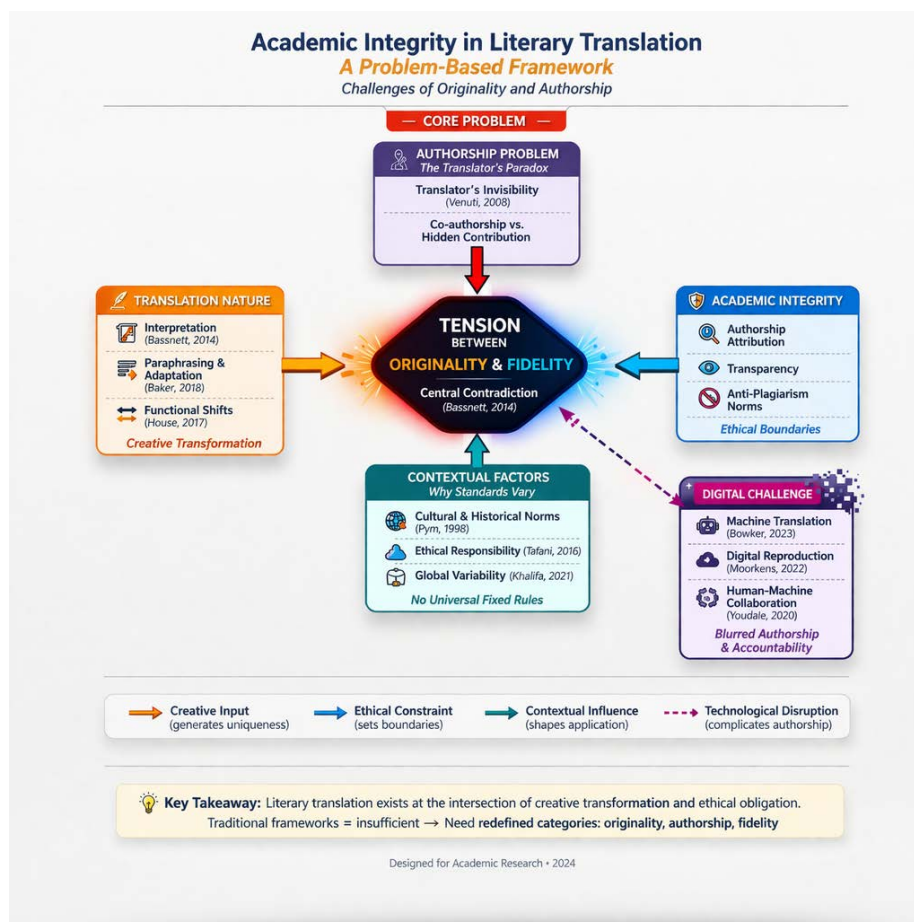 Academic Integrity in Literary Translation
A Problem-Based Framework
Challenges of Originality and Authorship
— CORE PROBLEM —
AUTHORSHIP PROBLEM
The Translator's Paradox
Translator's Invisibility
(Venuti, 2008)
Co-authorship vs.
Hidden Contribution
TRANSLATION NATURE
Interpretation
(Bassnett, 2014)
Paraphrasing &
Adaptation
(Baker, 2018)
Functional Shifts
(House, 2017)
Creative Transformation
TENSION
BETWEEN
ORIGINALITY & FIDELITY
Central Contradiction
(Bassnett, 2014)
ACADEMIC INTEGRITY
Authorship
Attribution
Transparency
Anti-Plagiarism
Norms
Ethical Boundaries
CONTEXTUAL FACTORS
Why Standards Vary
Cultural & Historical Norms
(Pym, 1998)
Ethical Responsibility (Tafani, 2016)
Global Variability (Khalifa, 2021)
No Universal Fixed Rules
DIGITAL CHALLENGE
Machine Translation
(Bowker, 2023)
Digital Reproduction
(Moorkens, 2022)
Human-Machine
Collaboration
(Youdale, 2020)
Blurred Authorship
& Accountability
Creative Input
(generates uniqueness)
Ethical Constraint
(sets boundaries)
Contextual Influence
(shapes application)
Technological Disruption
(complicates authorship)
Key Takeaway: Literary translation exists at the intersection of creative transformation and ethical obligation.
Traditional frameworks = insufficient → Need redefined categories: originality, authorship, fidelity
Designed for Academic Research • 2024